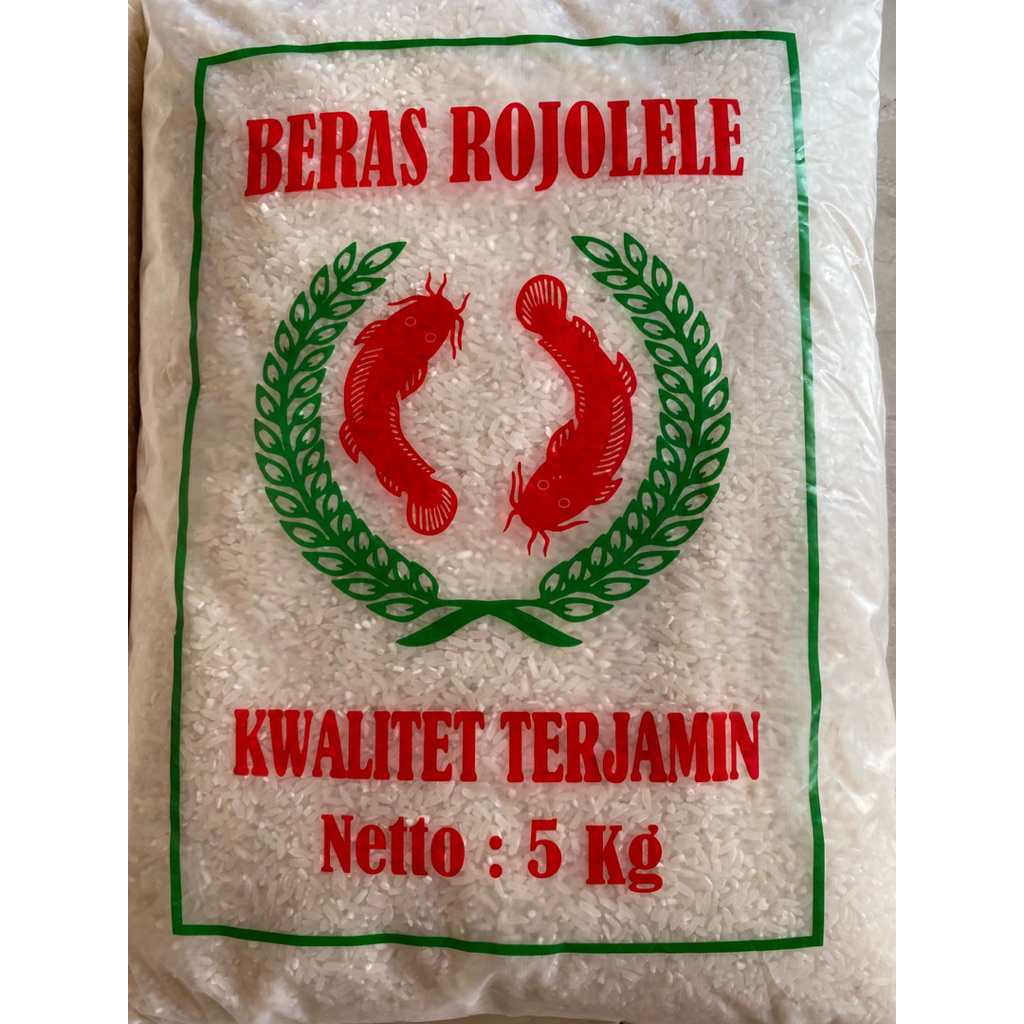 BERAS ROJOLELE
KWALITET TERJAMIN
Netto : 5 Kg